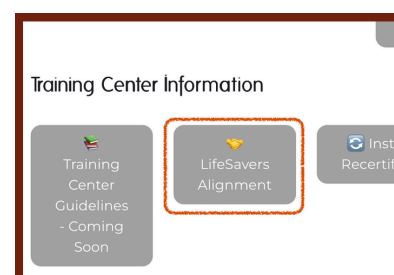 Training Center Information
📚
Training
Center
Guidelines
- Coming
Soon
🤝
LifeSavers
Alignment
🔄